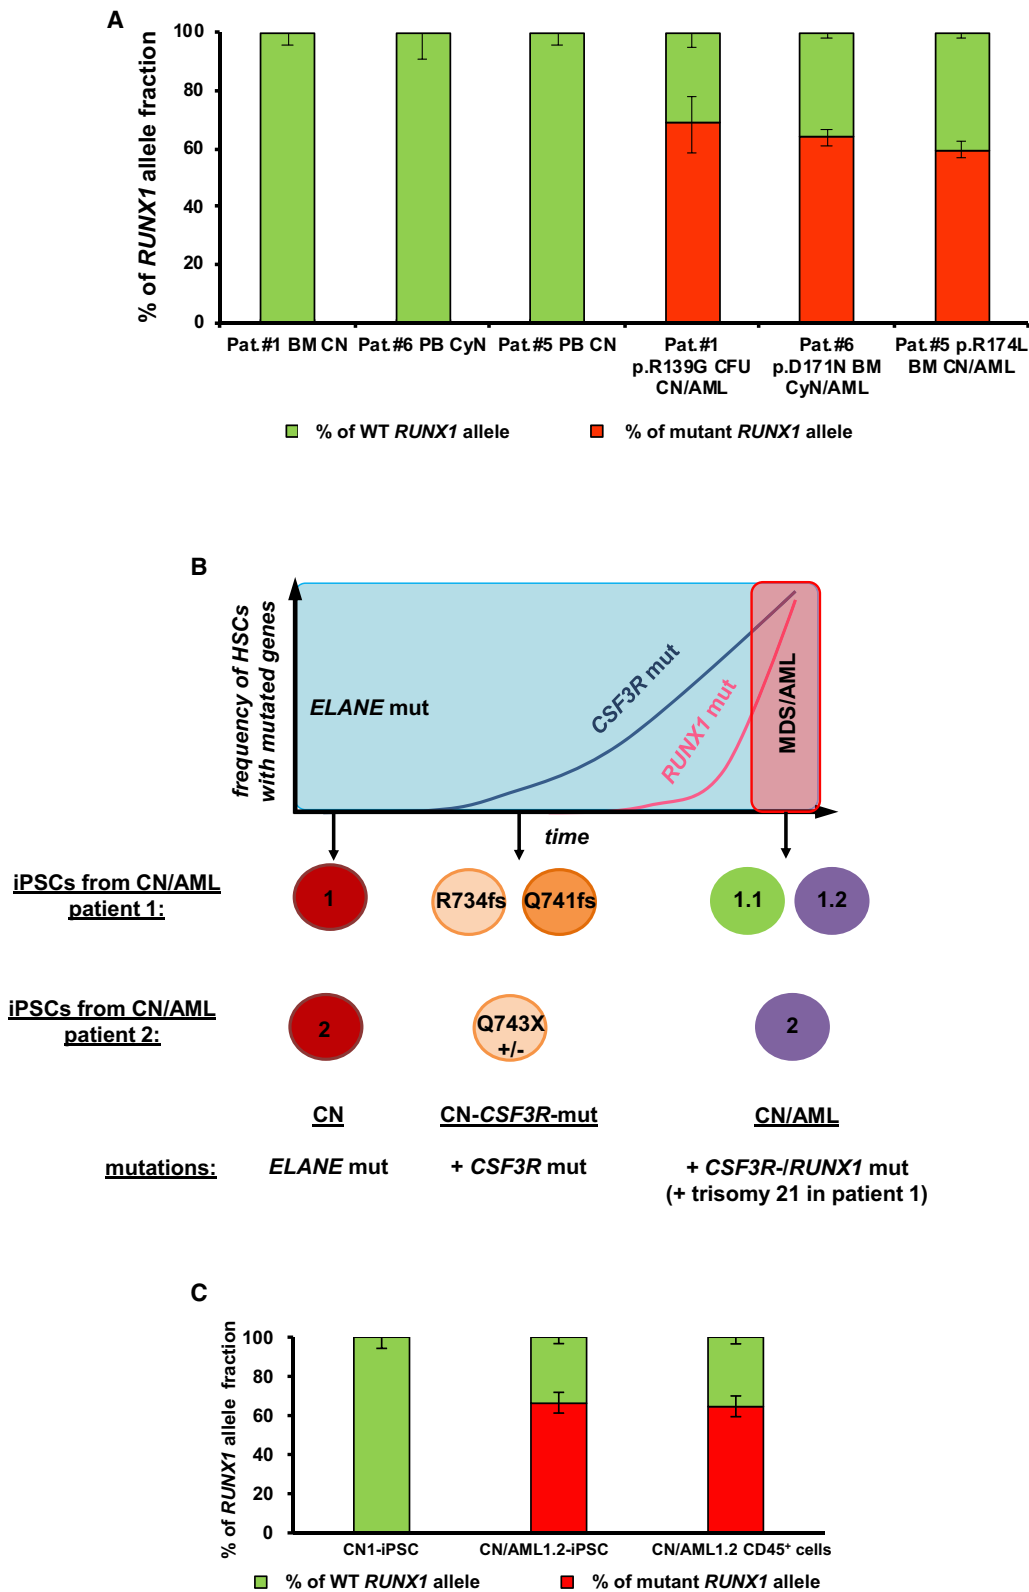 A
% of RUNX1 allele fraction
100
80
60
40
20
0
Pat.#1 BM CN
Pat.#6 PB CyN
Pat.#5 PB CN
Pat.#1
p.R139G CFU
CN/AML
Pat.#6
p.D171N BM
CyN/AML
Pat.#5 p.R174L
BM CN/AML
% of WT RUNX1 allele
% of mutant RUNX1 allele
B
frequency of HSCs
with mutated genes
ELANE mut
CSF3R mut
RUNX1 mut
MDS/AML
time
iPSCs from CN/AML
patient 1:
1
R734fs
Q741fs
1.1
1.2
iPSCs from CN/AML
patient 2:
2
Q743X
+/-
2
CN
CN-CSF3R-mut
CN/AML
mutations:
ELANE mut
+ CSF3R mut
+ CSF3R-/RUNX1 mut
(+ trisomy 21 in patient 1)
C
% of RUNX1 allele fraction
100
80
60
40
20
0
CN1-iPSC
CN/AML1.2-iPSC
CN/AML1.2 CD45⁺ cells
% of WT RUNX1 allele
% of mutant RUNX1 allele